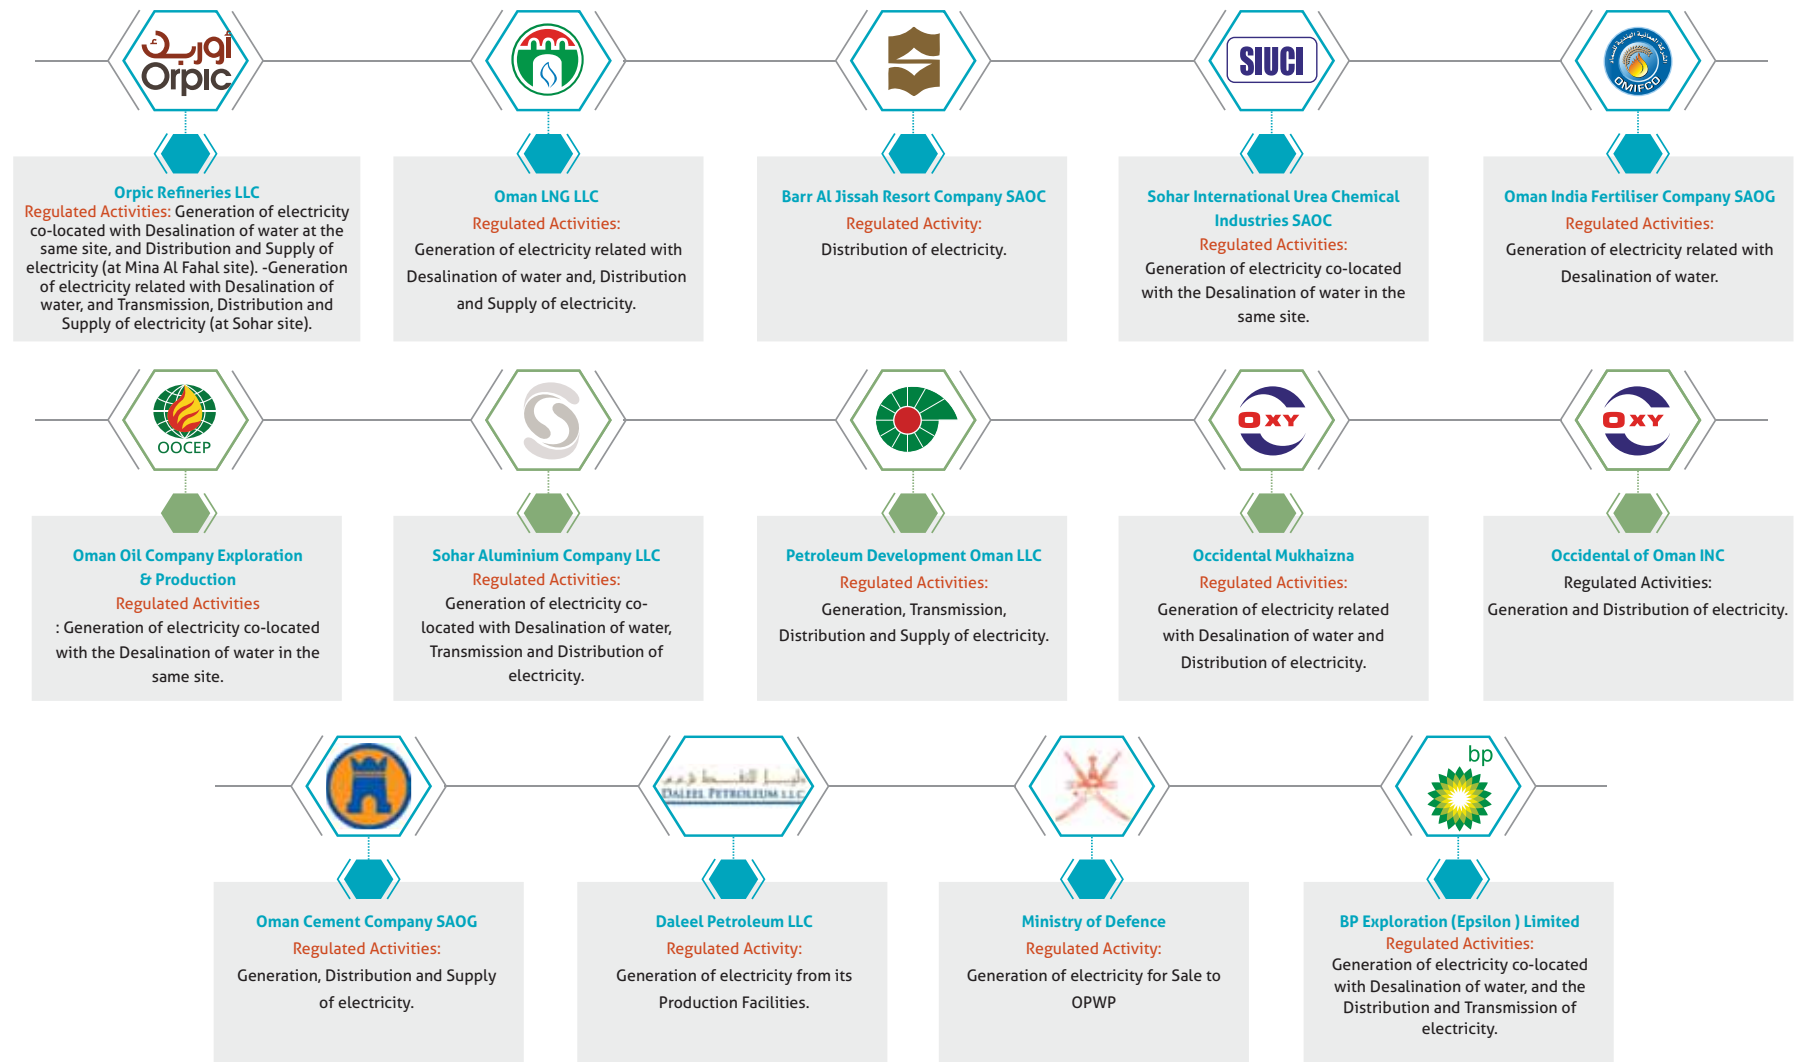 أوربك
Orpic
SIUCI
الشركة العمانية الهندية للسماد
OMIFCO
Orpic Refineries LLC
Regulated Activities: Generation of electricity
co-located with Desalination of water at the
same site, and Distribution and Supply of
electricity (at Mina Al Fahal site). -Generation
of electricity related with Desalination of
water, and Transmission, Distribution and
Supply of electricity (at Sohar site).
Oman LNG LLC
Regulated Activities:
Generation of electricity related with
Desalination of water and, Distribution
and Supply of electricity.
Barr Al Jissah Resort Company SAOC
Regulated Activity:
Distribution of electricity.
Sohar International Urea Chemical
Industries SAOC
Regulated Activities:
Generation of electricity co-located
with the Desalination of water in the
same site.
Oman India Fertiliser Company SAOG
Regulated Activities:
Generation of electricity related with
Desalination of water.
OOCEP
OXY
OXY
Oman Oil Company Exploration
& Production
Regulated Activities
: Generation of electricity co-located
with the Desalination of water in the
same site.
Sohar Aluminium Company LLC
Regulated Activities:
Generation of electricity co-
located with Desalination of water,
Transmission and Distribution of
electricity.
Petroleum Development Oman LLC
Regulated Activities:
Generation, Transmission,
Distribution and Supply of electricity.
Occidental Mukhaizna
Regulated Activities:
Generation of electricity related
with Desalination of water and
Distribution of electricity.
Occidental of Oman INC
Regulated Activities:
Generation and Distribution of electricity.
DALEEL PETROLEUM LLC
bp
Oman Cement Company SAOG
Regulated Activities:
Generation, Distribution and Supply
of electricity.
Daleel Petroleum LLC
Regulated Activity:
Generation of electricity from its
Production Facilities.
Ministry of Defence
Regulated Activity:
Generation of electricity for Sale to
OPWP
BP Exploration (Epsilon ) Limited
Regulated Activities:
Generation of electricity co-located
with Desalination of water, and the
Distribution and Transmission of
electricity.